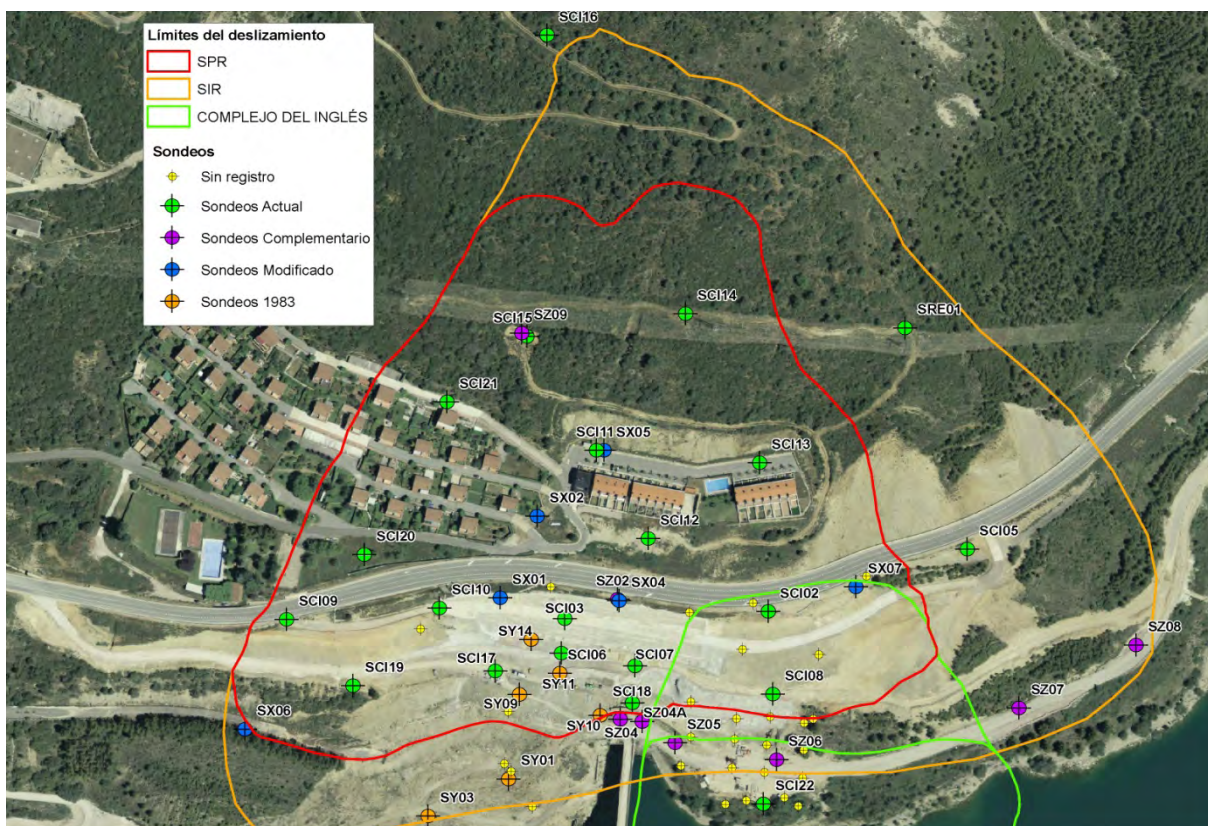 SCI16
Límites del deslizamiento
SPR
SIR
COMPLEJO DEL INGLÉS
Sondeos
Sin registro
Sondeos Actual
Sondeos Complementario
Sondeos Modificado
Sondeos 1983
SCI14
SRE01
SCI15 SZ09
SCI21
SCI11 SX05
SCI13
SX02
SCI12
SCI20
SCI05
SX07
SX01
SZ02 SX04
SCI10
SCI02
SCI09
SCI03
SY14
SZ08
SCI06
SCI07
SCI17
SCI19
SY11
SCI08
SY09
SCI18
SZ07
SX06
SY10
SZ04A
SZ04
SZ05
SZ06
SY01
SCI22
SY03